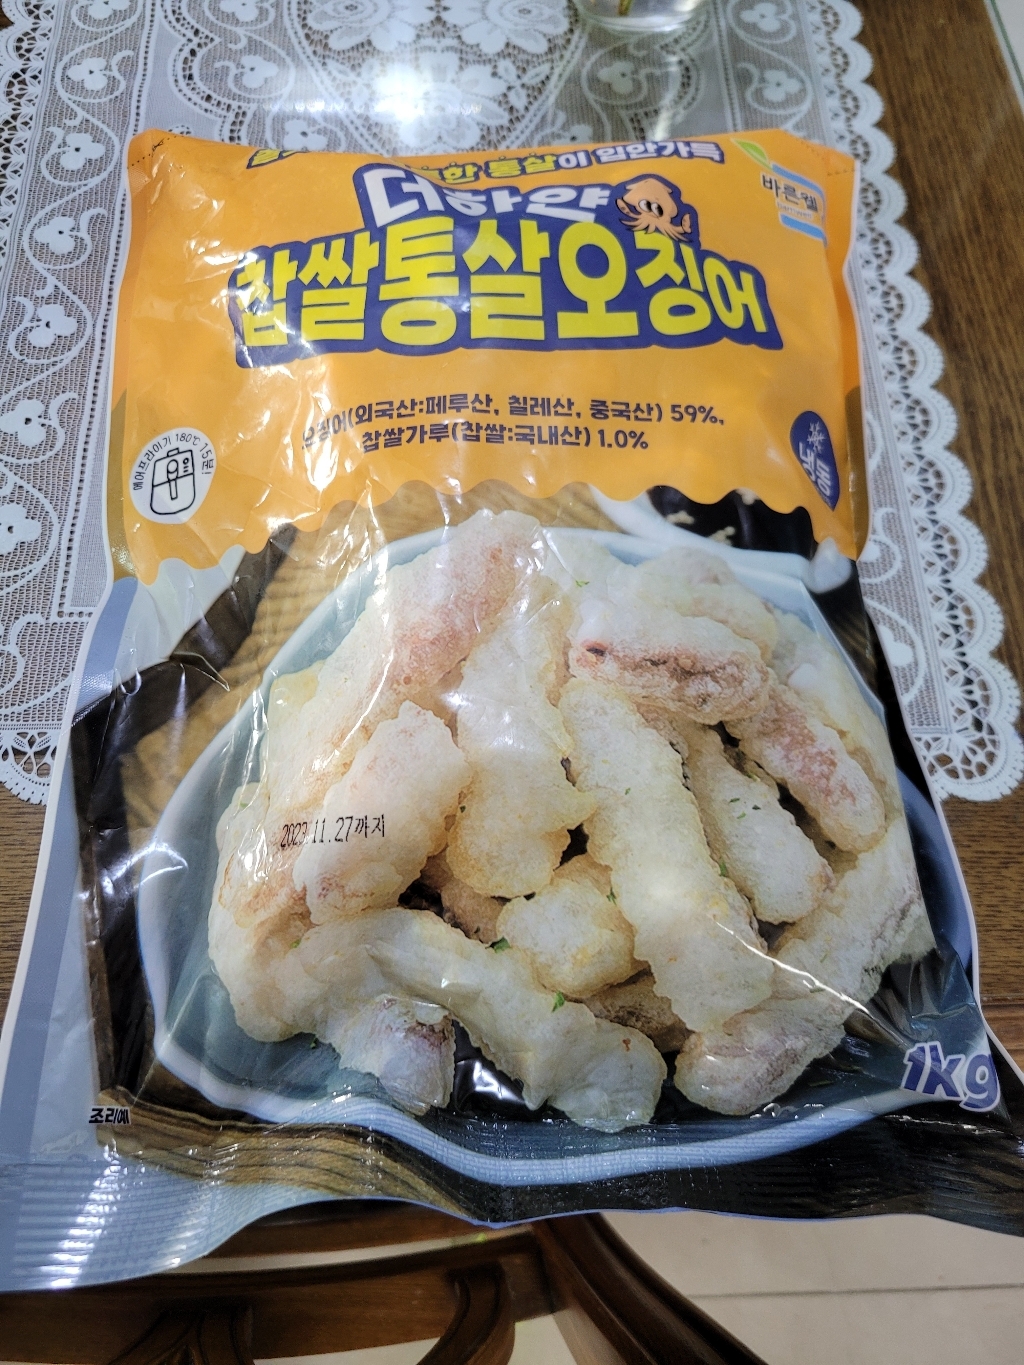 한 통살이 입안가득
바른웰
더하얀
찹쌀통살오징어
오징어(외국산:페루산, 칠레산, 중국산) 59%,
찹쌀가루(찹쌀:국내산) 1.0%
에어프라이기 180℃
냉동
2023.11.27까지
1kg
조리예